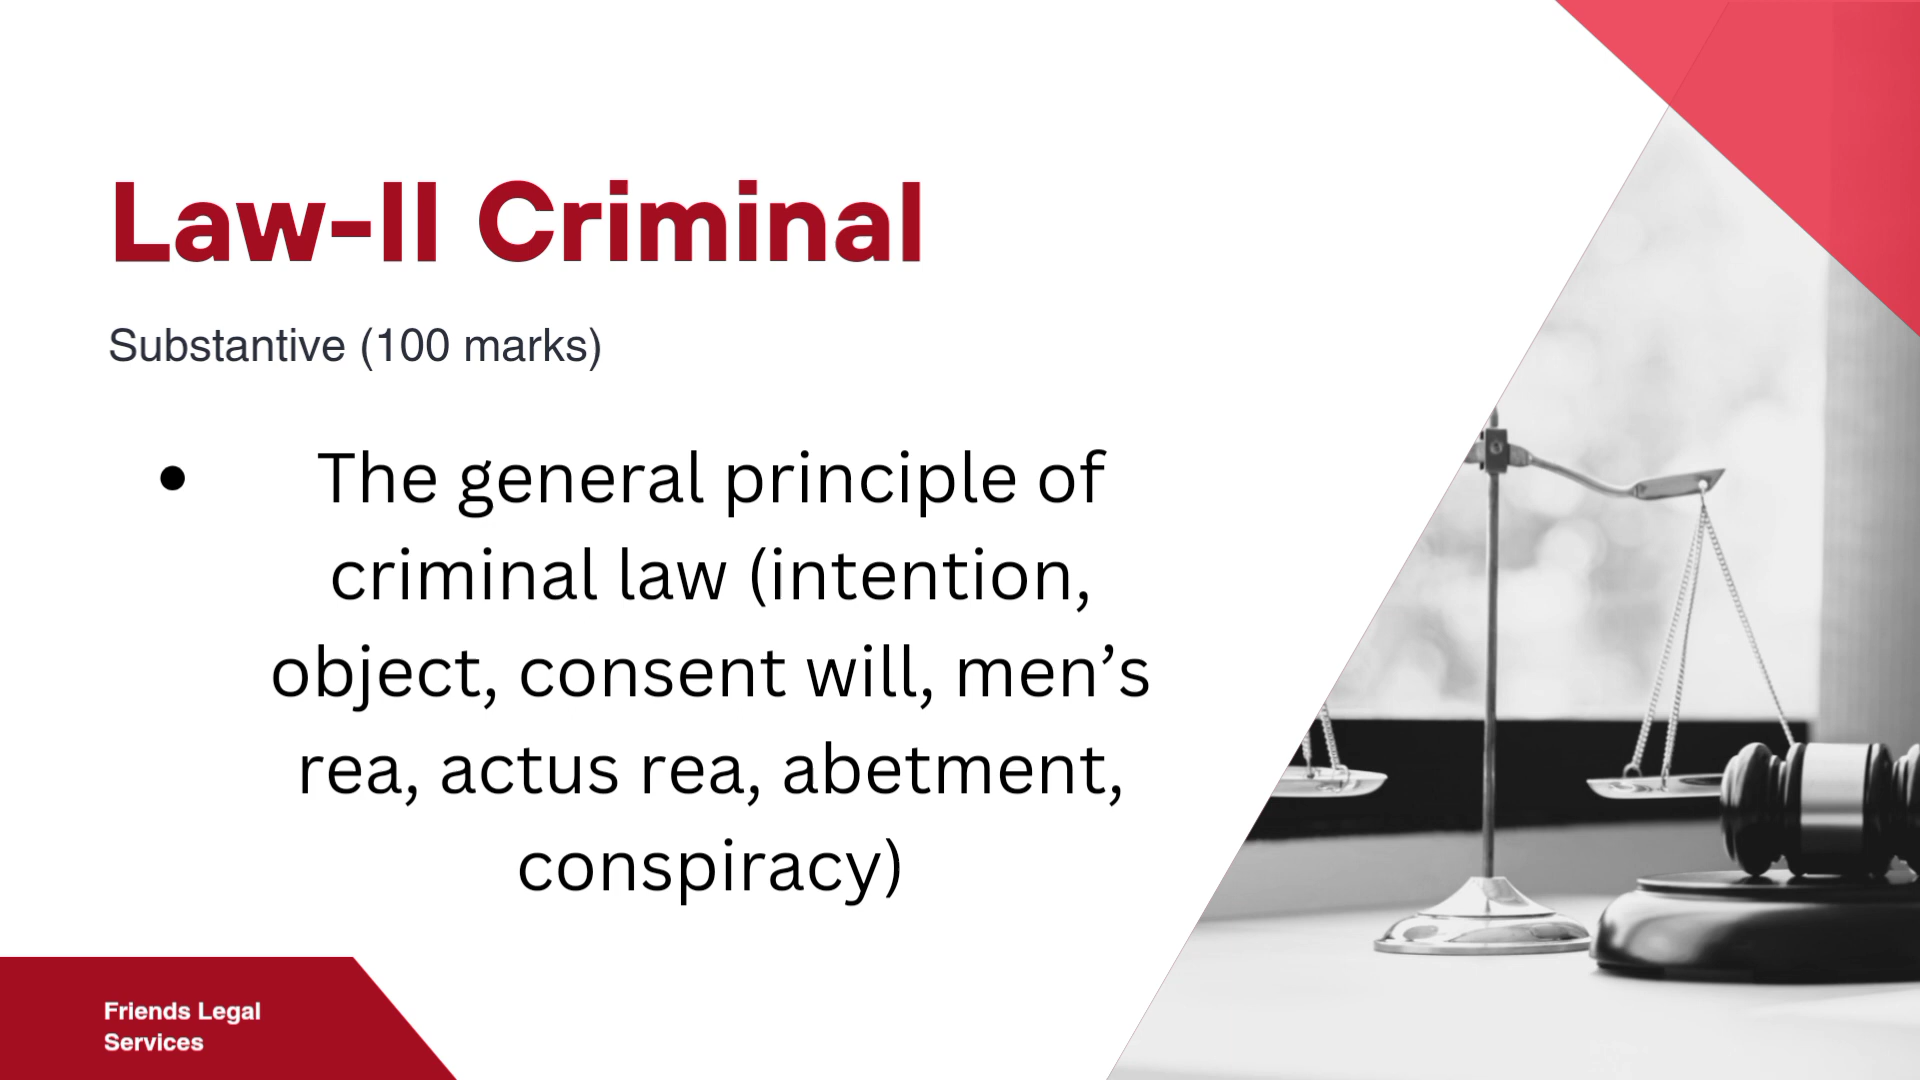 Law-II Criminal
Substantive (100 marks)
• The general principle of
criminal law (intention,
object, consent will, men’s
rea, actus rea, abetment,
conspiracy)
Friends Legal
Services